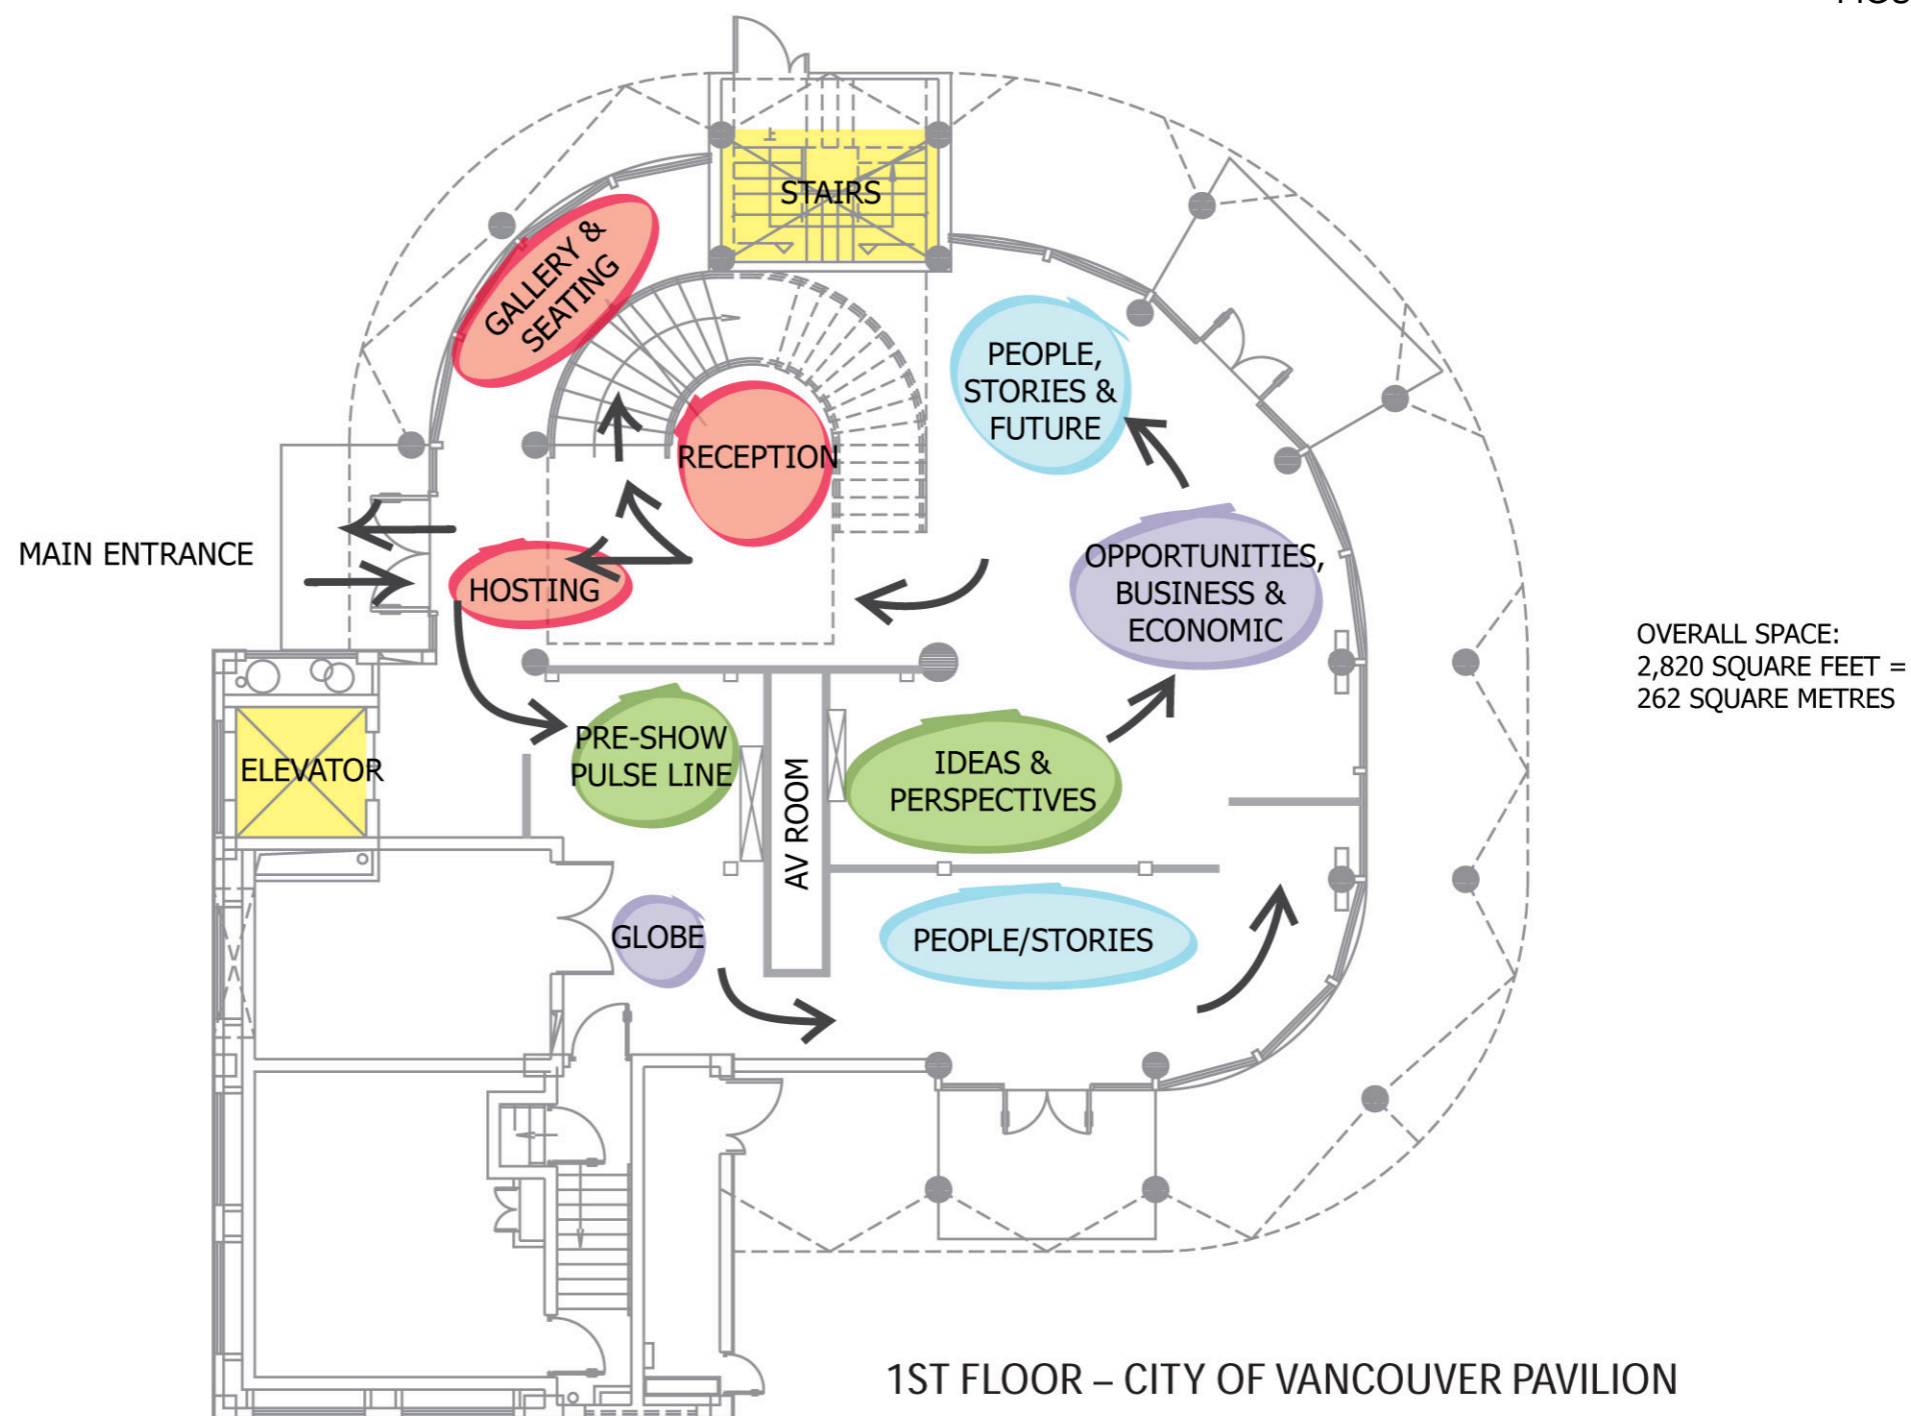 STAIRS
GALLERY &
SEATING
PEOPLE,
STORIES &
FUTURE
RECEPTION
MAIN ENTRANCE
HOSTING
OPPORTUNITIES,
BUSINESS &
ECONOMIC
OVERALL SPACE:
2,820 SQUARE FEET =
262 SQUARE METRES
PRE-SHOW
PULSE LINE
ELEVATOR
AV ROOM
IDEAS &
PERSPECTIVES
GLOBE
PEOPLE/STORIES
1ST FLOOR – CITY OF VANCOUVER PAVILION